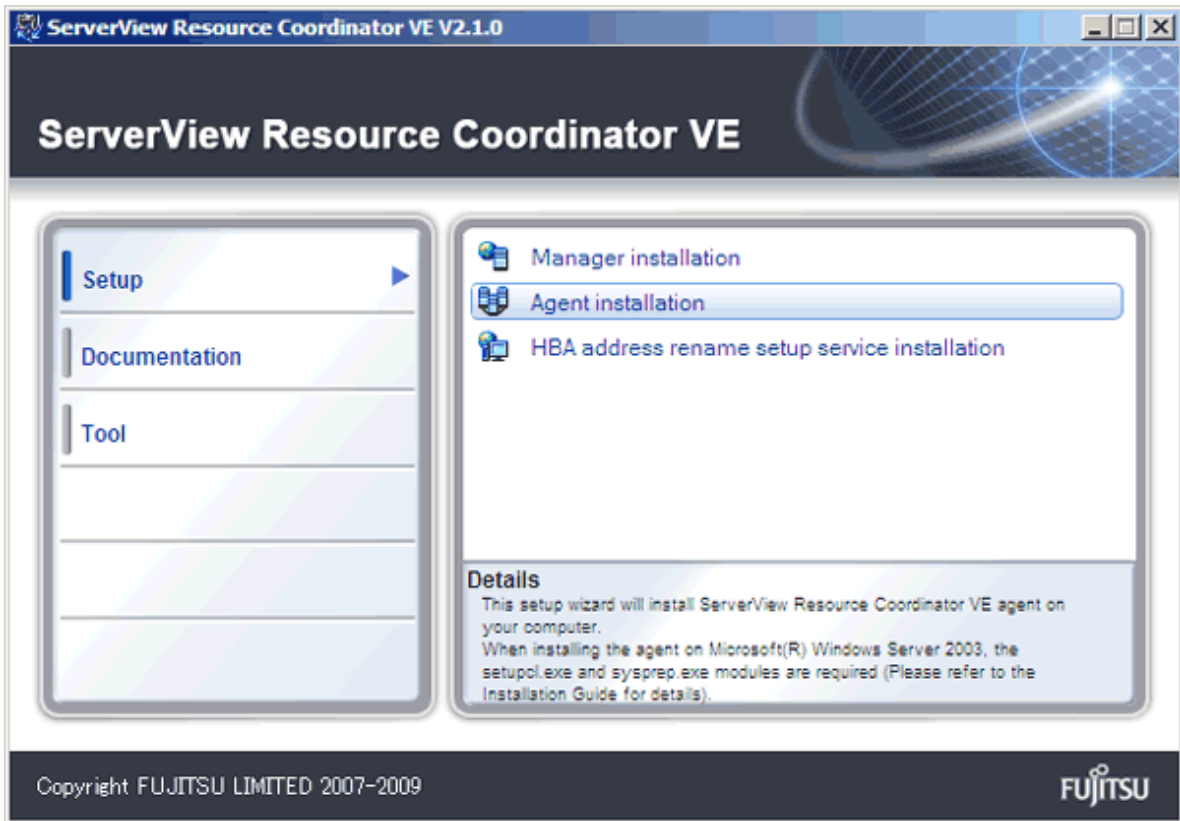 ServerView Resource Coordinator VE V2.1.0
ServerView Resource Coordinator VE
Setup
Documentation
Tool
Manager installation
Agent installation
HBA address rename setup service installation
Details
This setup wizard will install ServerView Resource Coordinator VE agent on
your computer.
When installing the agent on Microsoft(R) Windows Server 2003, the
setupcl.exe and sysprep.exe modules are required (Please refer to the
Installation Guide for details).
Copyright FUJITSU LIMITED 2007-2009
FUJITSU